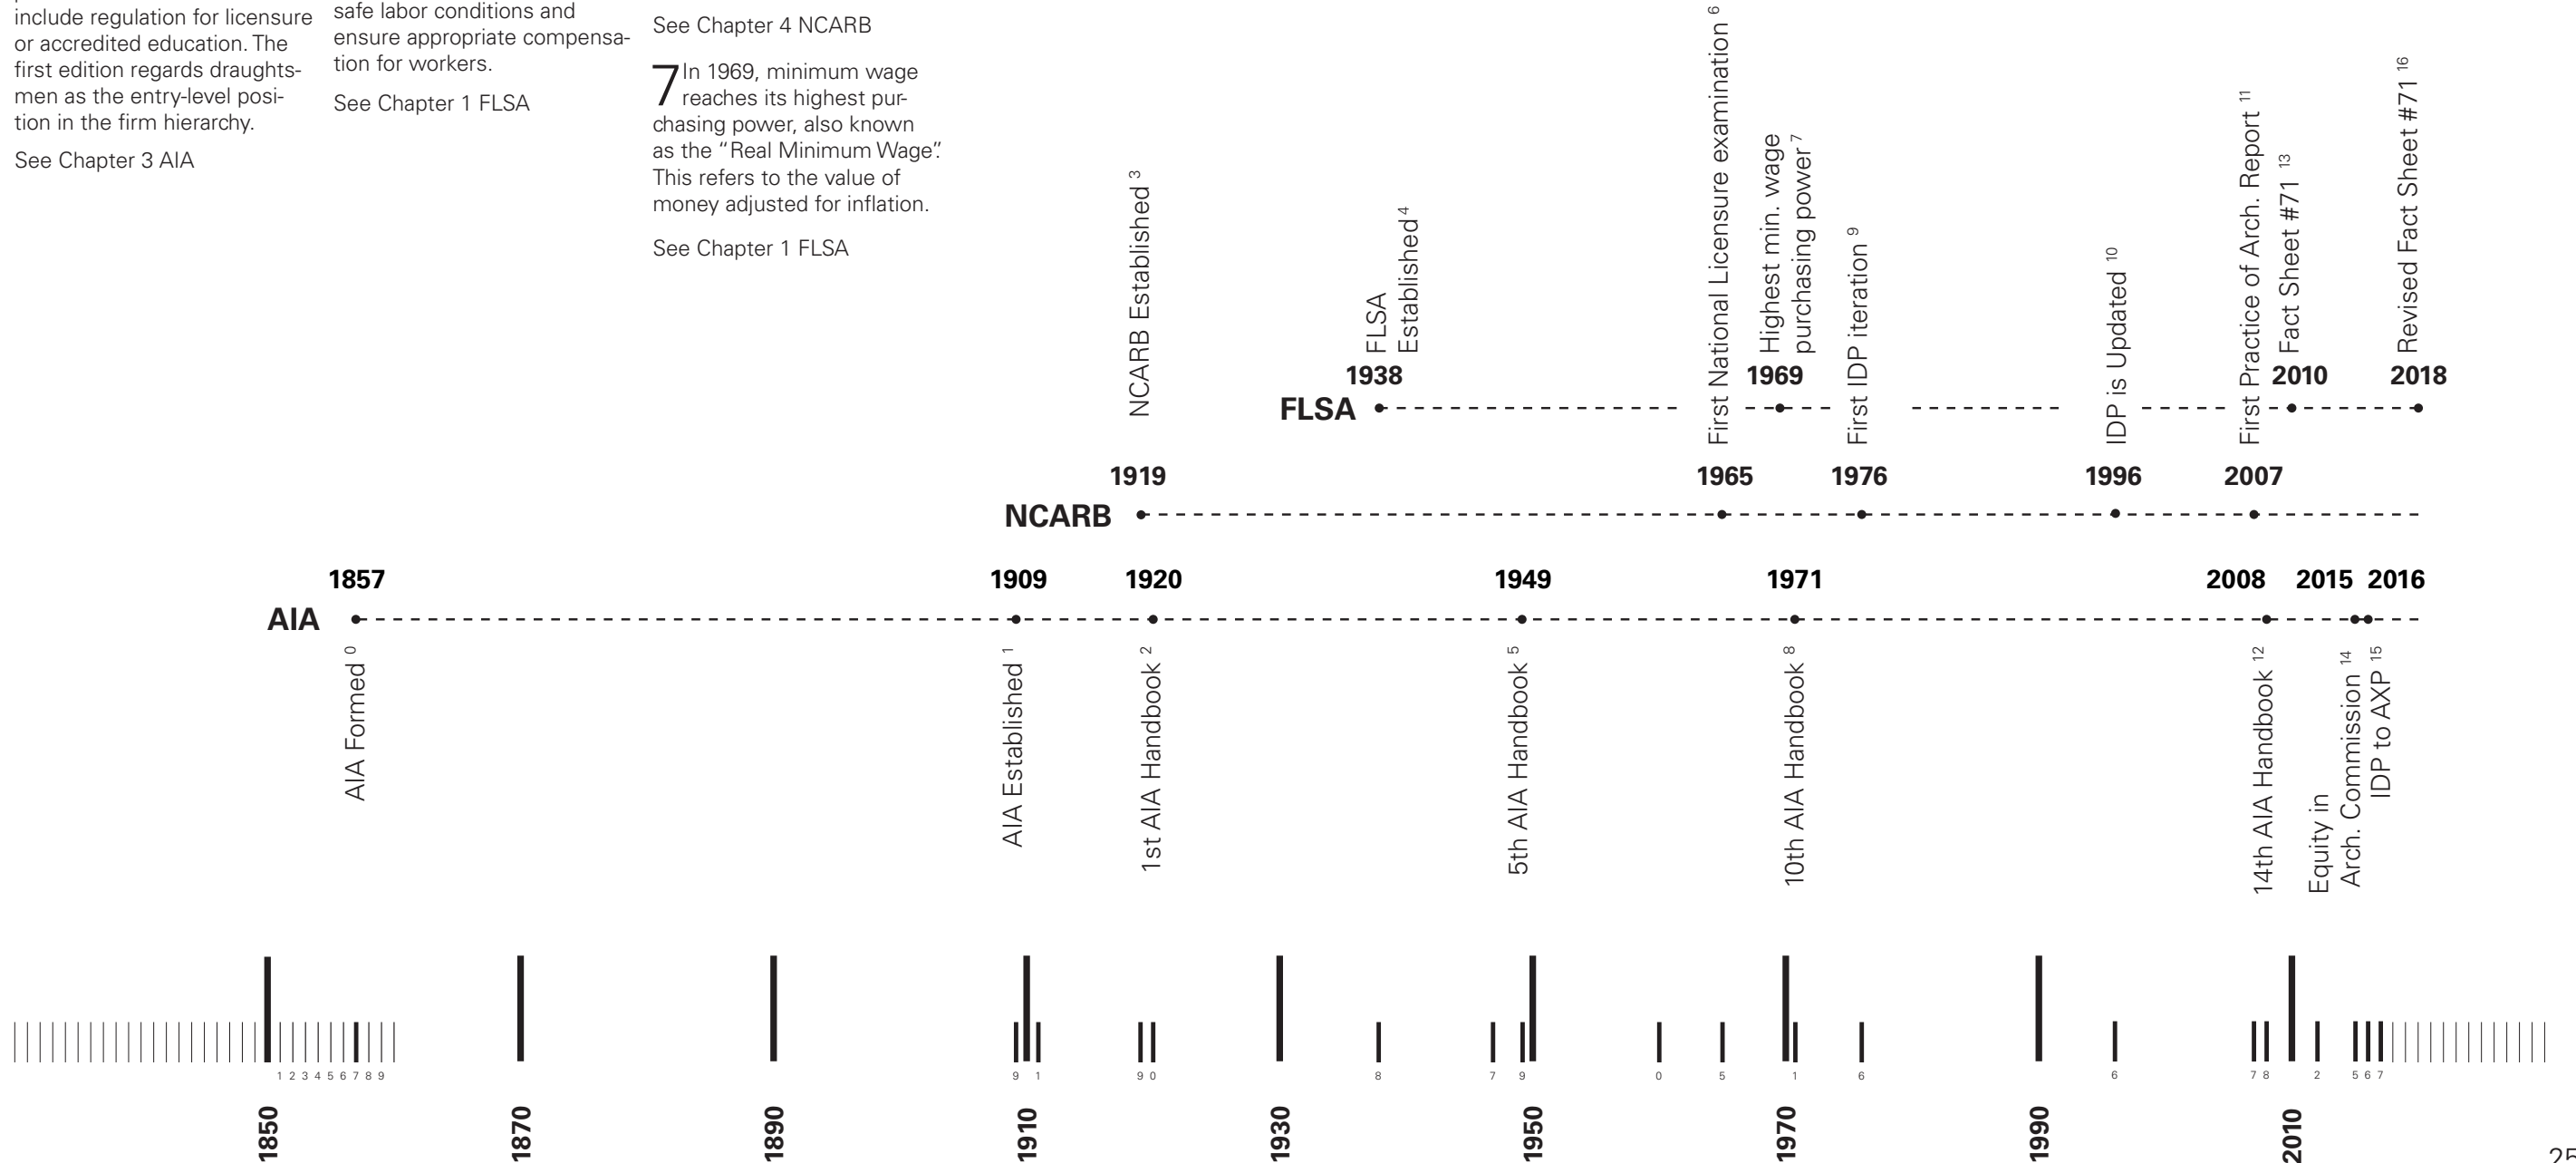 include regulation for licensure
or accredited education. The
first edition regards draughts-
men as the entry-level posi-
tion in the firm hierarchy.
See Chapter 3 AIA
safe labor conditions and
ensure appropriate compensa-
tion for workers.
See Chapter 1 FLSA
See Chapter 4 NCARB
7 In 1969, minimum wage
reaches its highest pur-
chasing power, also known
as the “Real Minimum Wage”.
This refers to the value of
money adjusted for inflation.
See Chapter 1 FLSA
NCARB Established 3
FLSA
Established 4
First National Licensure examination 6
Highest min. wage
purchasing power 7
First IDP iteration 9
IDP is Updated 10
First Practice of Arch. Report 11
Fact Sheet #71 13
Revised Fact Sheet #71 16
1938 1969 2010 2018
FLSA
1919 1965 1976 1996 2007
NCARB
1857 1909 1920 1949 1971 2008 2015 2016
AIA
AIA Formed 0
AIA Established 1
1st AIA Handbook 2
5th AIA Handbook 5
10th AIA Handbook 8
14th AIA Handbook 12
Equity in
Arch. Commission 14
IDP to AXP 15
1 2 3 4 5 6 7 8 9 9 1 9 0 8 7 9 0 5 1 6 6 7 8 2 5 6 7
1850 1870 1890 1910 1930 1950 1970 1990 2010